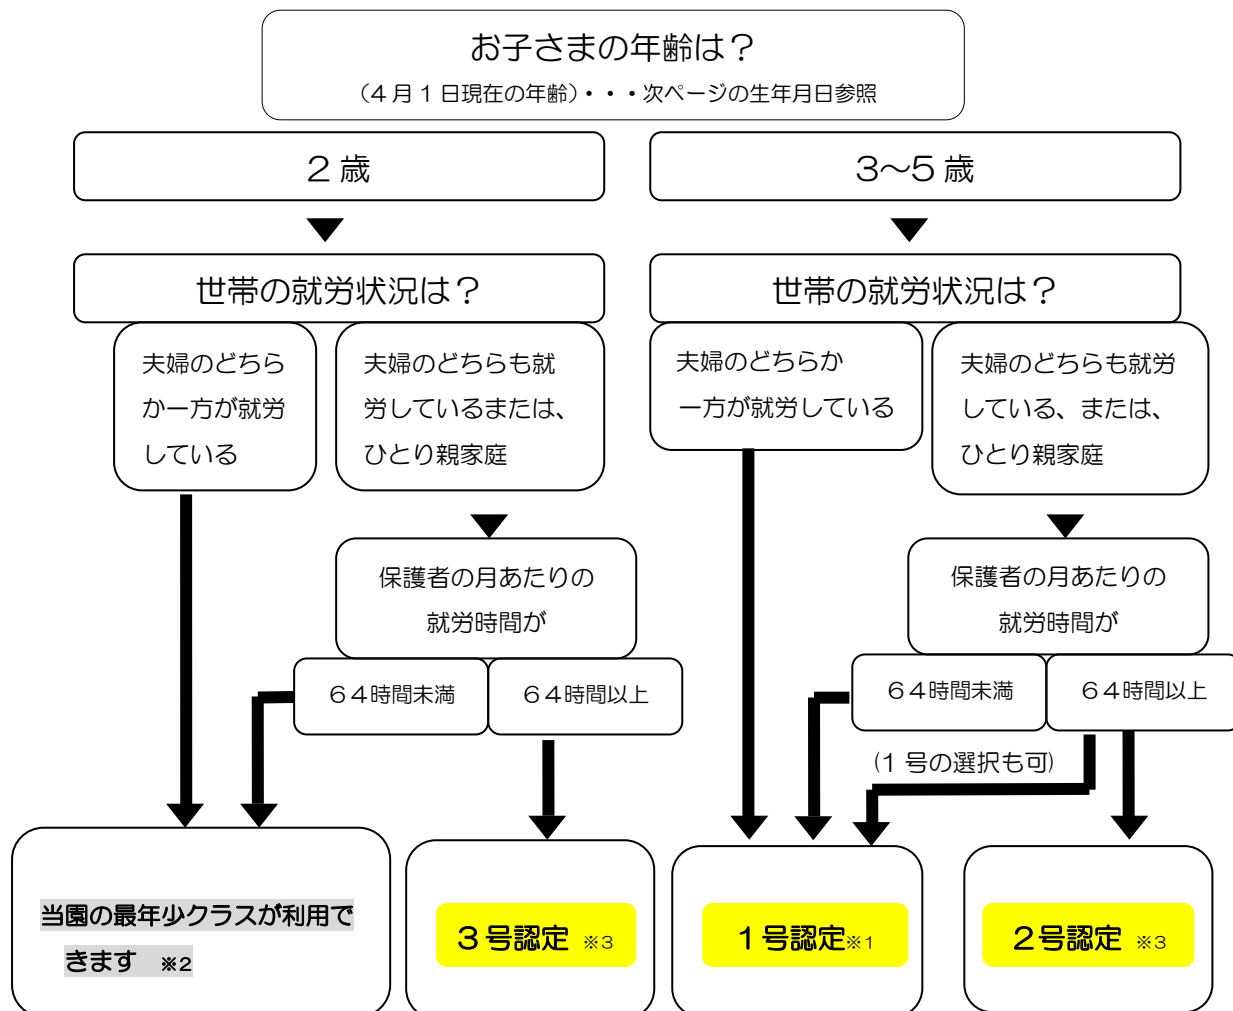 お子さまの年齢は？
（4月1日現在の年齢）・・・次ページの生年月日参照
2歳
3～5歳
世帯の就労状況は？
世帯の就労状況は？
夫婦のどちら
か一方が就労
している
夫婦のどちらも就
労しているまたは、
ひとり親家庭
夫婦のどちらか
一方が就労している
夫婦のどちらも就労
している、または、
ひとり親家庭
保護者の月あたりの
就労時間が
保護者の月あたりの
就労時間が
６４時間未満
６４時間以上
６４時間未満
６４時間以上
(1号の選択も可)
当園の最年少クラスが利用で
きます ※2
３号認定 ※3
１号認定※1
２号認定 ※3